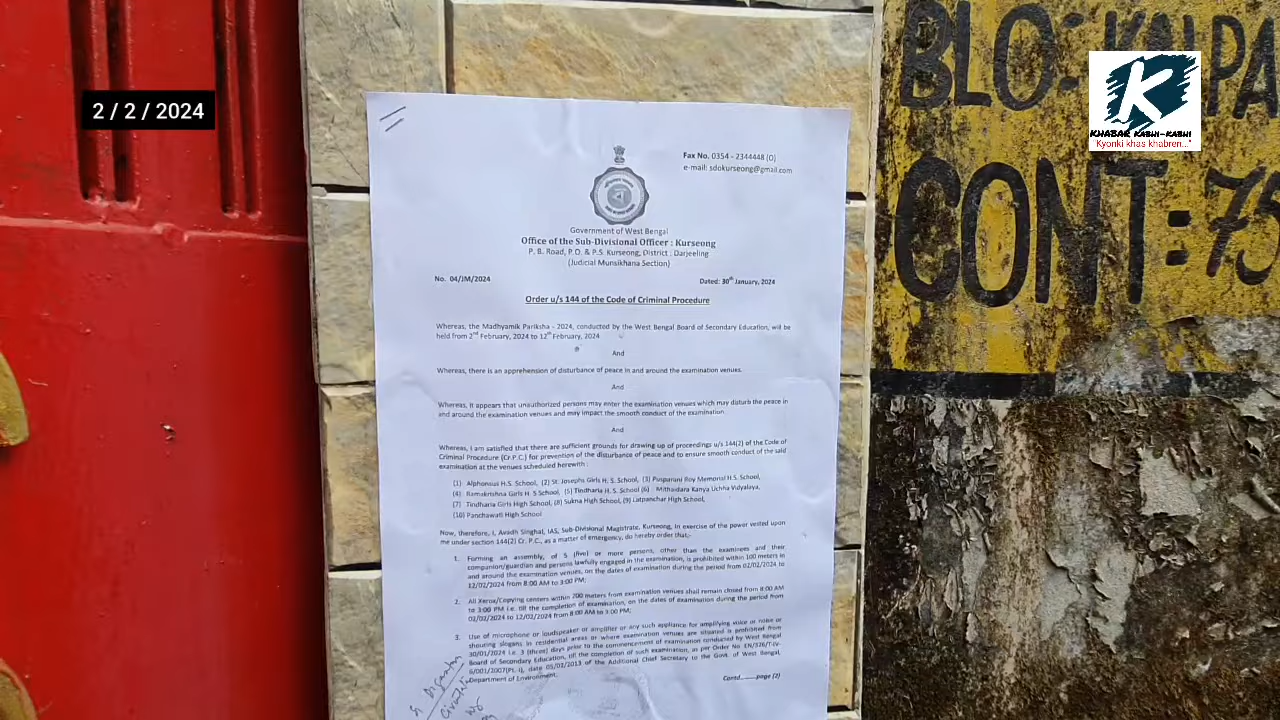 2 / 2 / 2024
BLO: KALPA
CONT:75
K
KHABAR KABHI-KABHI
"Kyonki khas khabren..."
Fax No. 0354 - 2344448 (O)
e-mail: sdokurseong@gmail.com
Government of West Bengal
Office of the Sub-Divisional Officer : Kurseong
P. B. Road, P.O. & P.S. Kurseong, District : Darjeeling
(Judicial Munsikhana Section)
No. 04/JM/2024
Dated: 30th January, 2024
Order u/s 144 of the Code of Criminal Procedure
Whereas, the Madhyamik Pariksha - 2024, conducted by the West Bengal Board of Secondary Education, will be
held from 2nd February, 2024 to 12th February, 2024
And
Whereas, there is an apprehension of disturbance of peace in and around the examination venues.
And
Whereas, it appears that unauthorized persons may enter the examination venues which may disturb the peace in
and around the examination venues and may impact the smooth conduct of the examination
And
Whereas, I am satisfied that there are sufficient grounds for drawing up of proceedings u/s 144(2) of the Code of
Criminal Procedure (Cr.P.C.) for prevention of the disturbance of peace and to ensure smooth conduct of the said
examination at the venues scheduled herewith :
(1) Alphonsus H.S. School, (2) St. Josephs Girls H. S. School, (3) Pusparani Roy Memorial H.S. School,
(4) Ramakrishna Girls H. S School, (5) Tindharia H. S. School (6) Mithaidara Kanya Uchha Vidyalaya,
(7) Tindharia Girls High School, (8) Sukna High School, (9) Latpanchar High School,
(10) Panchawati High School
Now, therefore, I, Avadh Singhal, IAS, Sub-Divisional Magistrate, Kurseong, in exercise of the power vested upon
me under section 144(2) Cr. P.C., as a matter of emergency, do hereby order that,-
1. Forming an assembly, of 5 (five) or more persons, other than the examinees and their
companion/guardian and persons lawfully engaged in the examination, is prohibited within 100 meters in
and around the examination venues, on the dates of examination during the period from 02/02/2024 to
12/02/2024 from 8:00 AM to 3:00 PM;
2. All Xerox/Copying centers within 200 meters from examination venues shall remain closed from 8:00 AM
to 3:00 PM i.e. till the completion of examination, on the dates of examination during the period from
02/02/2024 to 12/02/2024 from 8:00 AM to 3:00 PM;
3. Use of microphone or loudspeaker or amplifier or any such appliance for amplifying voice or noise or
shouting slogans in residential areas or where examination venues are situated is prohibited from
30/01/2024 i.e. 3 (three) days prior to the commencement of examination conducted by West Bengal
Board of Secondary Education, till the completion of such examination, as per Order No. EN/326/T-IV-
6/001/2007(Pt. I), date 05/03/2013 of the Additional Chief Secretary to the Govt. of West Bengal,
Department of Environment.
Contd........page (2)